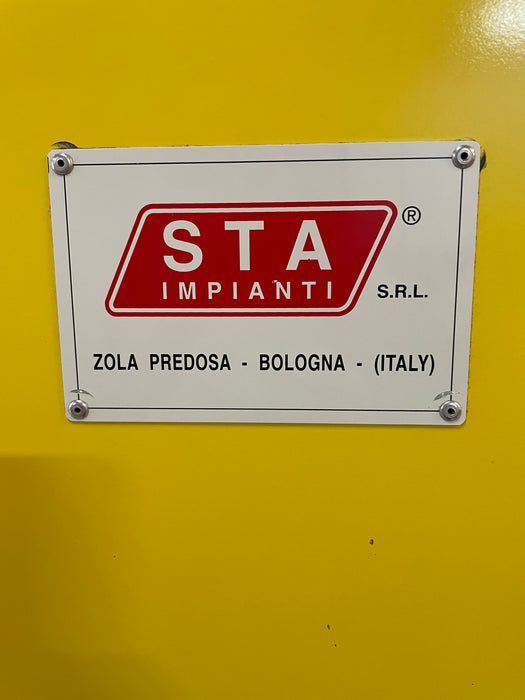 STA ®
IMPIANTI S.R.L.
ZOLA PREDOSA - BOLOGNA - (ITALY)